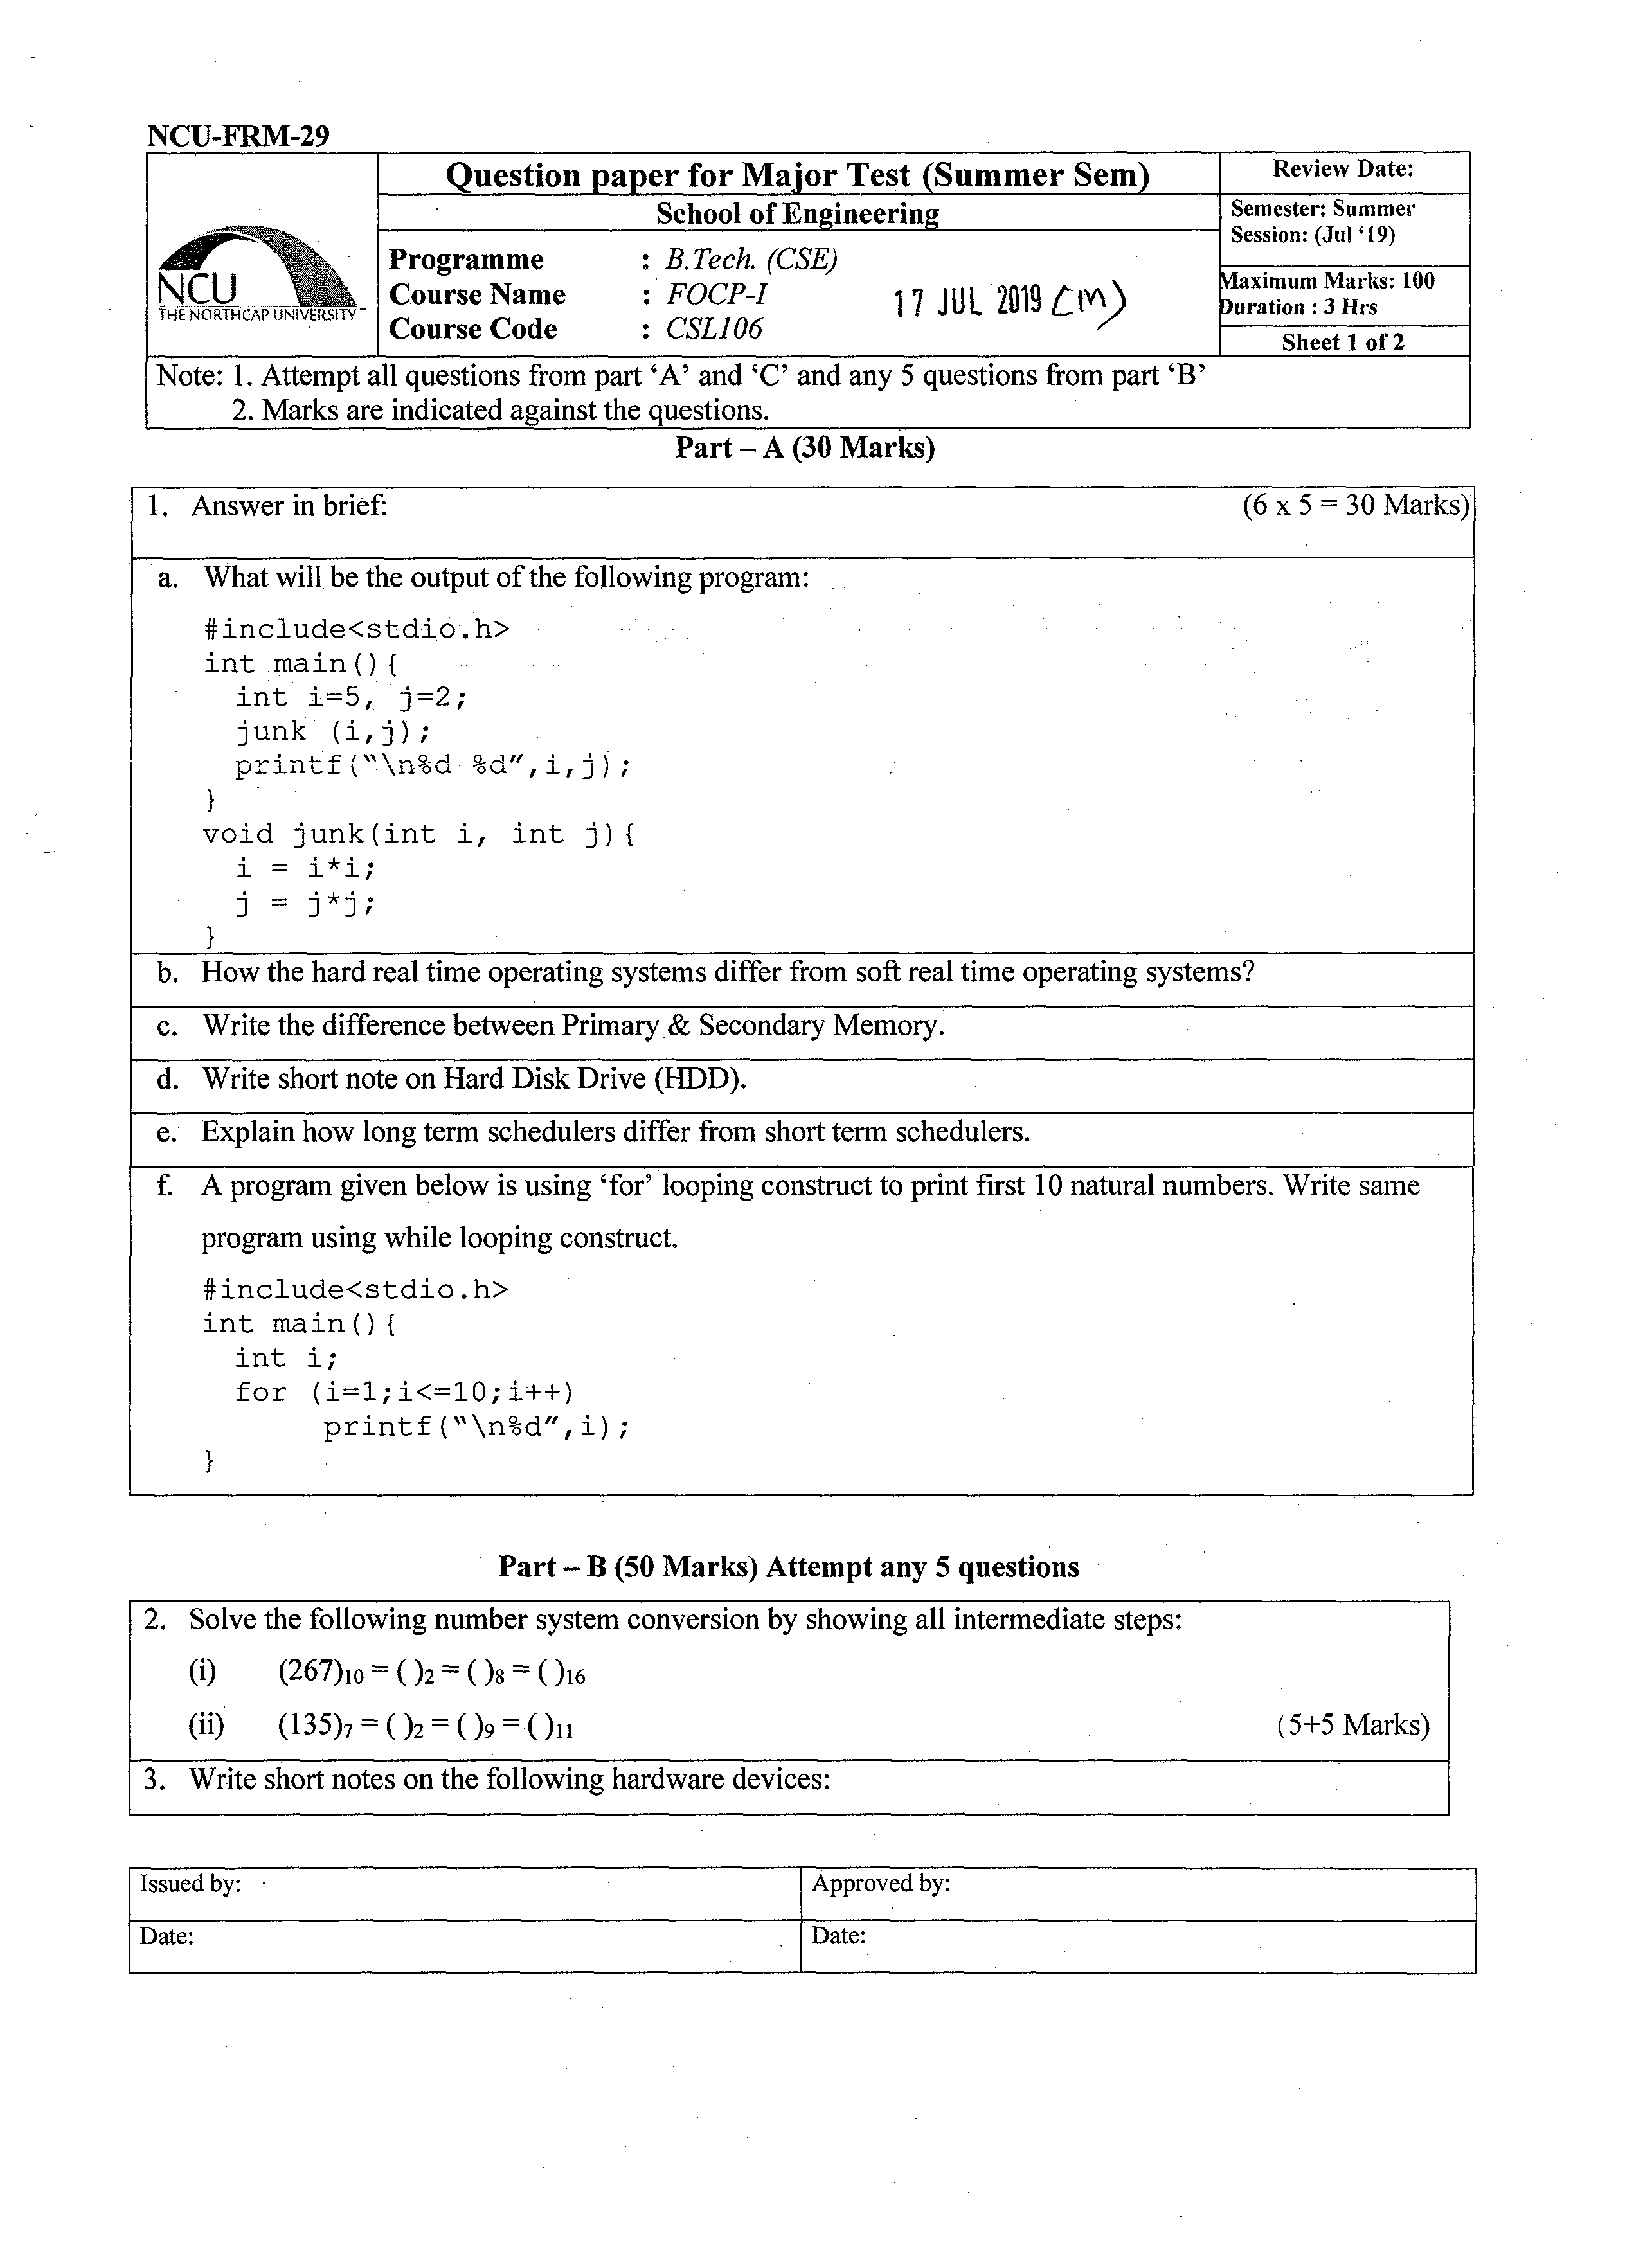 NCU-FRM-29
Question paper for Major Test (Summer Sem)
Review Date:
School of Engineering
Semester: Summer
Session: (Jul ‘19)
NCU
THE NORTHCAP UNIVERSITY
Programme : B.Tech. (CSE)
Course Name : FOCP-I
Course Code : CSL106
17 JUL 2019 (M)
Maximum Marks: 100
Duration : 3 Hrs
Sheet 1 of 2
Note: 1. Attempt all questions from part ‘A’ and ‘C’ and any 5 questions from part ‘B’
2. Marks are indicated against the questions.
Part – A (30 Marks)
1. Answer in brief: (6 x 5 = 30 Marks)
a. What will be the output of the following program:
#include<stdio.h>
int main(){
int i=5, j=2;
junk (i,j);
printf(“\n%d %d”,i,j);
}
void junk(int i, int j){
i = i*i;
j = j*j;
}
b. How the hard real time operating systems differ from soft real time operating systems?
c. Write the difference between Primary & Secondary Memory.
d. Write short note on Hard Disk Drive (HDD).
e. Explain how long term schedulers differ from short term schedulers.
f. A program given below is using ‘for’ looping construct to print first 10 natural numbers. Write same
program using while looping construct.
#include<stdio.h>
int main(){
int i;
for (i=1;i<=10;i++)
printf(“\n%d”,i);
}
Part – B (50 Marks) Attempt any 5 questions
2. Solve the following number system conversion by showing all intermediate steps:
(i) (267)10 = ( )2 = ( )8 = ( )16
(ii) (135)7 = ( )2 = ( )9 = ( )11 (5+5 Marks)
3. Write short notes on the following hardware devices:
Issued by: Approved by:
Date: Date: